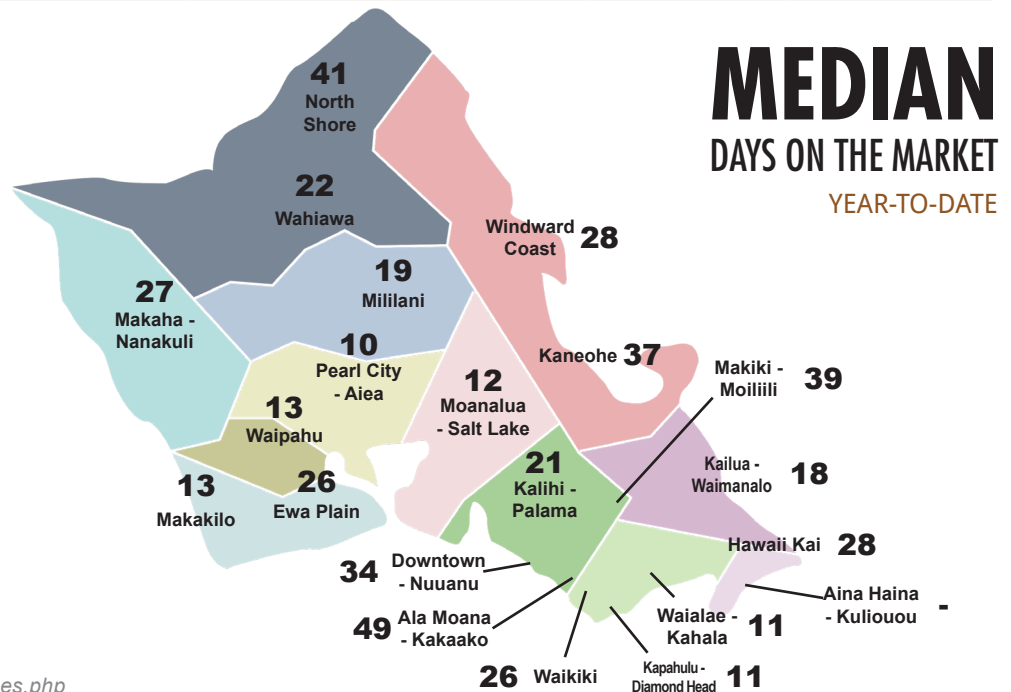 MEDIAN
DAYS ON THE MARKET
YEAR-TO-DATE
41
North
Shore
22
Wahiawa
Windward
Coast 28
19
Mililani
27
Makaha -
Nanakuli
10
Pearl City
- Aiea
Kaneohe 37
Makiki -
Moiliili 39
12
Moanalua
- Salt Lake
13
Waipahu
21
Kalihi -
Palama
Kailua -
Waimanalo 18
13
Makakilo
26
Ewa Plain
Hawaii Kai 28
34 Downtown
- Nuuanu
Aina Haina
- Kuliouou -
49 Ala Moana
- Kakaako
Waialae -
Kahala 11
26 Waikiki
Kapahulu -
Diamond Head 11
es.php